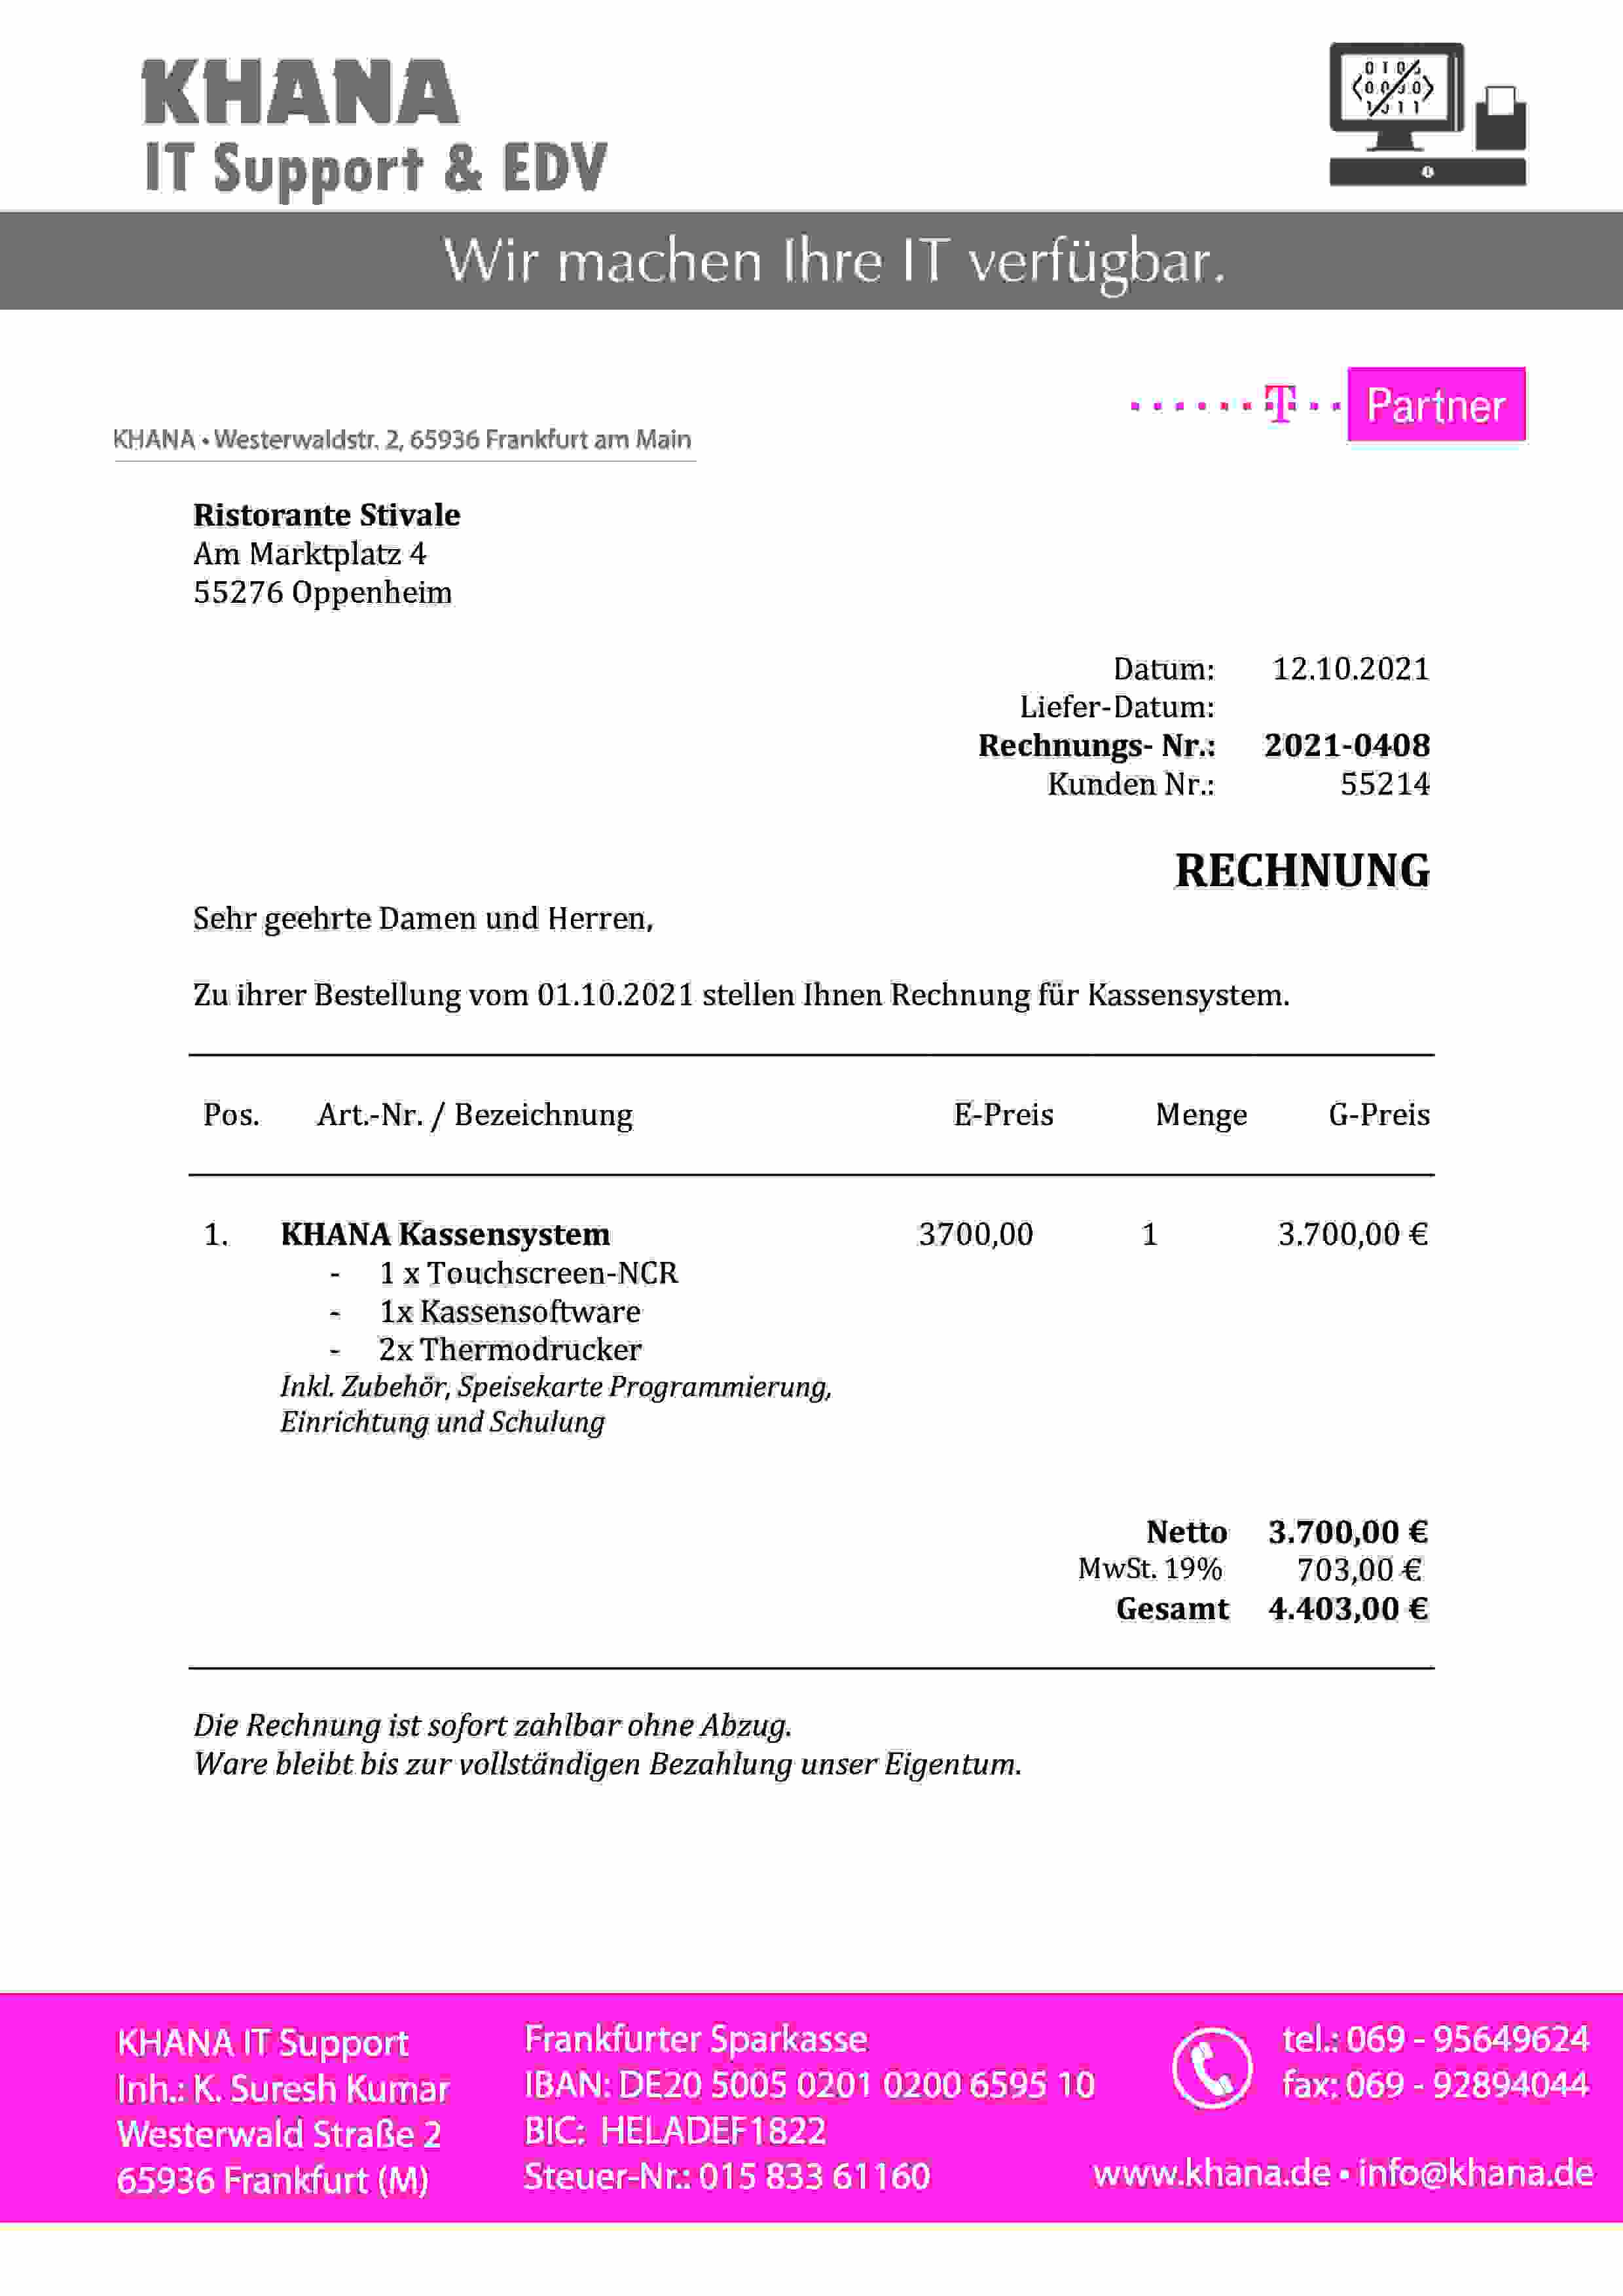 KHANA
IT Support & EDV
Wir machen Ihre IT verfügbar.
T Partner
KHANA • Westerwaldstr. 2, 65936 Frankfurt am Main
Ristorante Stivale
Am Marktplatz 4
55276 Oppenheim
Datum: 12.10.2021
Liefer-Datum:
Rechnungs- Nr.: 2021-0408
Kunden Nr.: 55214
RECHNUNG
Sehr geehrte Damen und Herren,
Zu ihrer Bestellung vom 01.10.2021 stellen Ihnen Rechnung für Kassensystem.
Pos. Art.-Nr. / Bezeichnung E-Preis Menge G-Preis
1. KHANA Kassensystem 3700,00 1 3.700,00 €
- 1 x Touchscreen-NCR
- 1x Kassensoftware
- 2x Thermodrucker
Inkl. Zubehör, Speisekarte Programmierung,
Einrichtung und Schulung
Netto 3.700,00 €
MwSt. 19% 703,00 €
Gesamt 4.403,00 €
Die Rechnung ist sofort zahlbar ohne Abzug.
Ware bleibt bis zur vollständigen Bezahlung unser Eigentum.
KHANA IT Support
Inh.: K. Suresh Kumar
Westerwald Straße 2
65936 Frankfurt (M)
Frankfurter Sparkasse
IBAN: DE20 5005 0201 0200 6595 10
BIC: HELADEF1822
Steuer-Nr.: 015 833 61160
tel.: 069 - 95649624
fax: 069 - 92894044
www.khana.de • info@khana.de